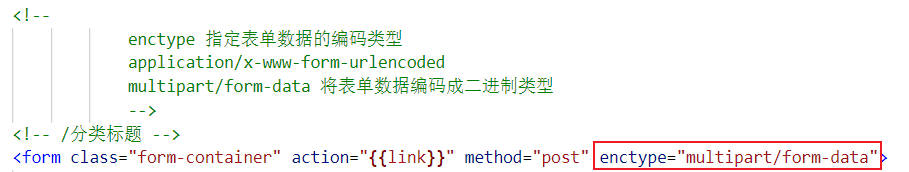 <!--
enctype 指定表单数据的编码类型
application/x-www-form-urlencoded
multipart/form-data 将表单数据编码成二进制类型
-->
<!-- /分类标题 -->
<form class="form-container" action="{{link}}" method="post" enctype="multipart/form-data">